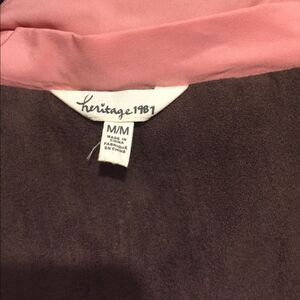 heritage 1981
M/M
MADE IN
CHINA
FABRIQUÉ
EN CHINE